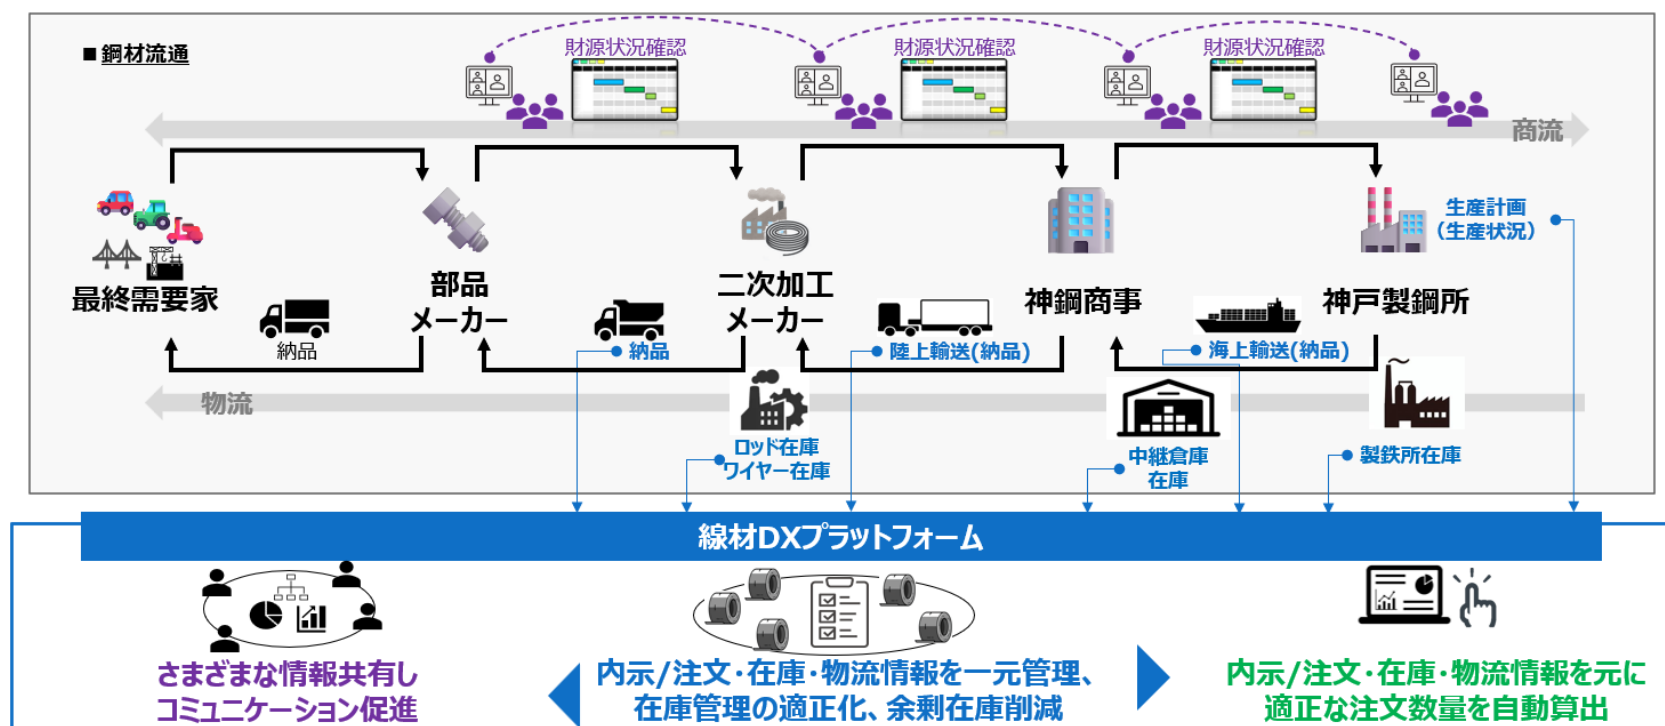 ■ 鋼材流通
財源状況確認
財源状況確認
財源状況確認
商流
生産計画
（生産状況）
最終需要家
部品
メーカー
二次加工
メーカー
神鋼商事
神戸製鋼所
納品
納品
陸上輸送(納品)
海上輸送(納品)
物流
ロッド在庫
ワイヤー在庫
中継倉庫
在庫
製鉄所在庫
線材DXプラットフォーム
さまざまな情報共有し
コミュニケーション促進
内示/注文・在庫・物流情報を一元管理、
在庫管理の適正化、余剰在庫削減
内示/注文・在庫・物流情報を元に
適正な注文数量を自動算出